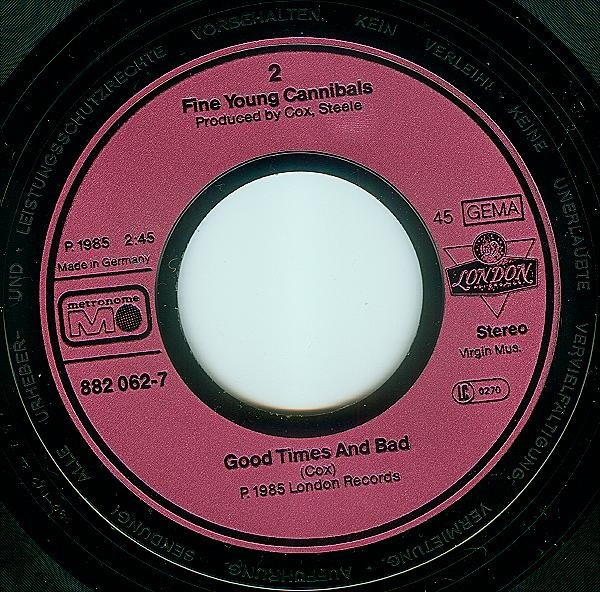 ALLE URHEBER- UND LEISTUNGSSCHUTZRECHTE VORBEHALTEN. KEIN VERLEIH! KEINE UNERLAUBTE VERVIELFÄLTIGUNG, VERMIETUNG, AUFFÜHRUNG, SENDUNG!
2
Fine Young Cannibals
Produced by Cox, Steele
45 GEMA
P. 1985 2:45
Made in Germany
LONDON
metronome
M
Stereo
Virgin Mus.
882 062-7
LC 0270
Good Times And Bad
(Cox)
P. 1985 London Records